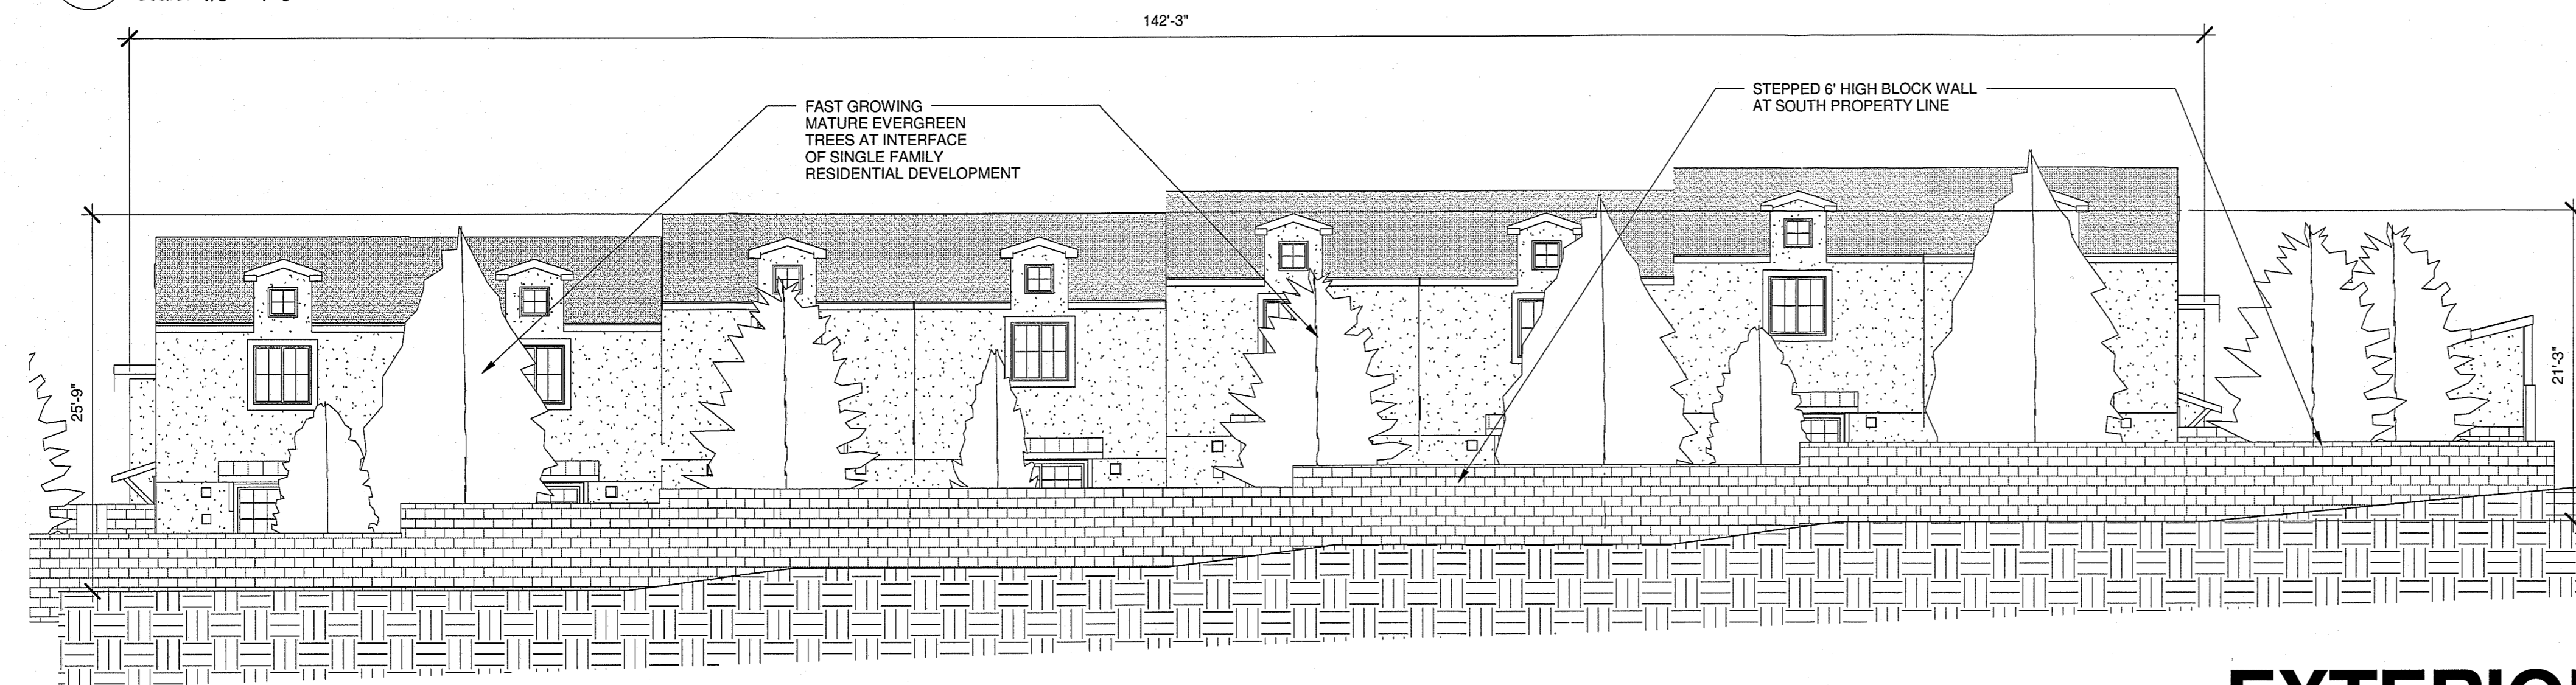 142'-3"
FAST GROWING
MATURE EVERGREEN
TREES AT INTERFACE
OF SINGLE FAMILY
RESIDENTIAL DEVELOPMENT
STEPPED 6' HIGH BLOCK WALL
AT SOUTH PROPERTY LINE
25'-9"
21'-3"